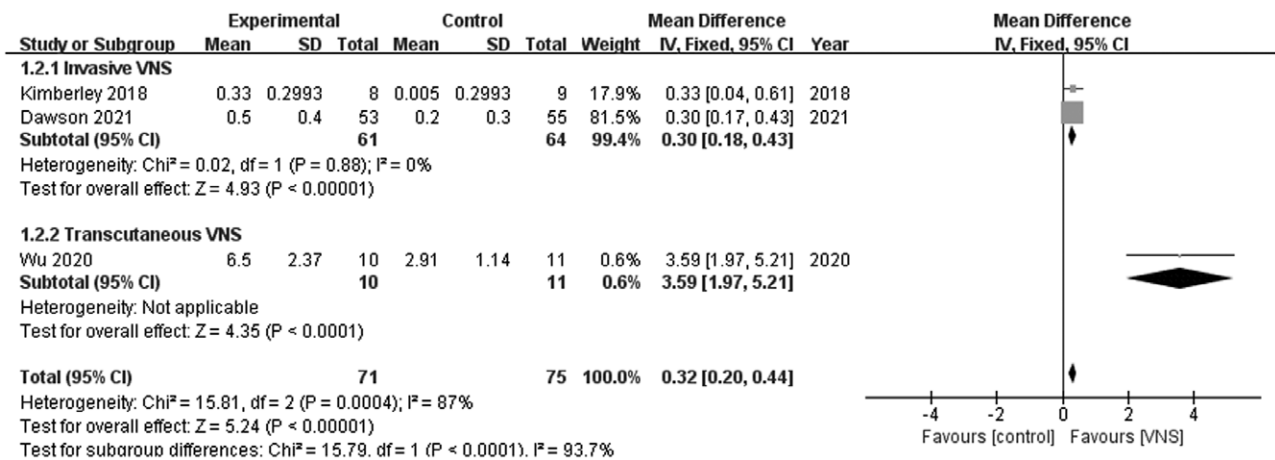 Experimental Control Mean Difference Mean Difference
Study or Subgroup Mean SD Total Mean SD Total Weight IV, Fixed, 95% CI Year IV, Fixed, 95% CI
1.2.1 Invasive VNS
Kimberley 2018 0.33 0.2993 8 0.005 0.2993 9 17.9% 0.33 [0.04, 0.61] 2018
Dawson 2021 0.5 0.4 53 0.2 0.3 55 81.5% 0.30 [0.17, 0.43] 2021
Subtotal (95% CI) 61 64 99.4% 0.30 [0.18, 0.43]
Heterogeneity: Chi² = 0.02, df = 1 (P = 0.88); I² = 0%
Test for overall effect: Z = 4.93 (P < 0.00001)
1.2.2 Transcutaneous VNS
Wu 2020 6.5 2.37 10 2.91 1.14 11 0.6% 3.59 [1.97, 5.21] 2020
Subtotal (95% CI) 10 11 0.6% 3.59 [1.97, 5.21]
Heterogeneity: Not applicable
Test for overall effect: Z = 4.35 (P < 0.0001)
Total (95% CI) 71 75 100.0% 0.32 [0.20, 0.44]
Heterogeneity: Chi² = 15.81, df = 2 (P = 0.0004); I² = 87%
Test for overall effect: Z = 5.24 (P < 0.00001)
Test for subgroup differences: Chi² = 15.79, df = 1 (P < 0.0001), I² = 93.7%
-4 -2 0 2 4
Favours [control] Favours [VNS]